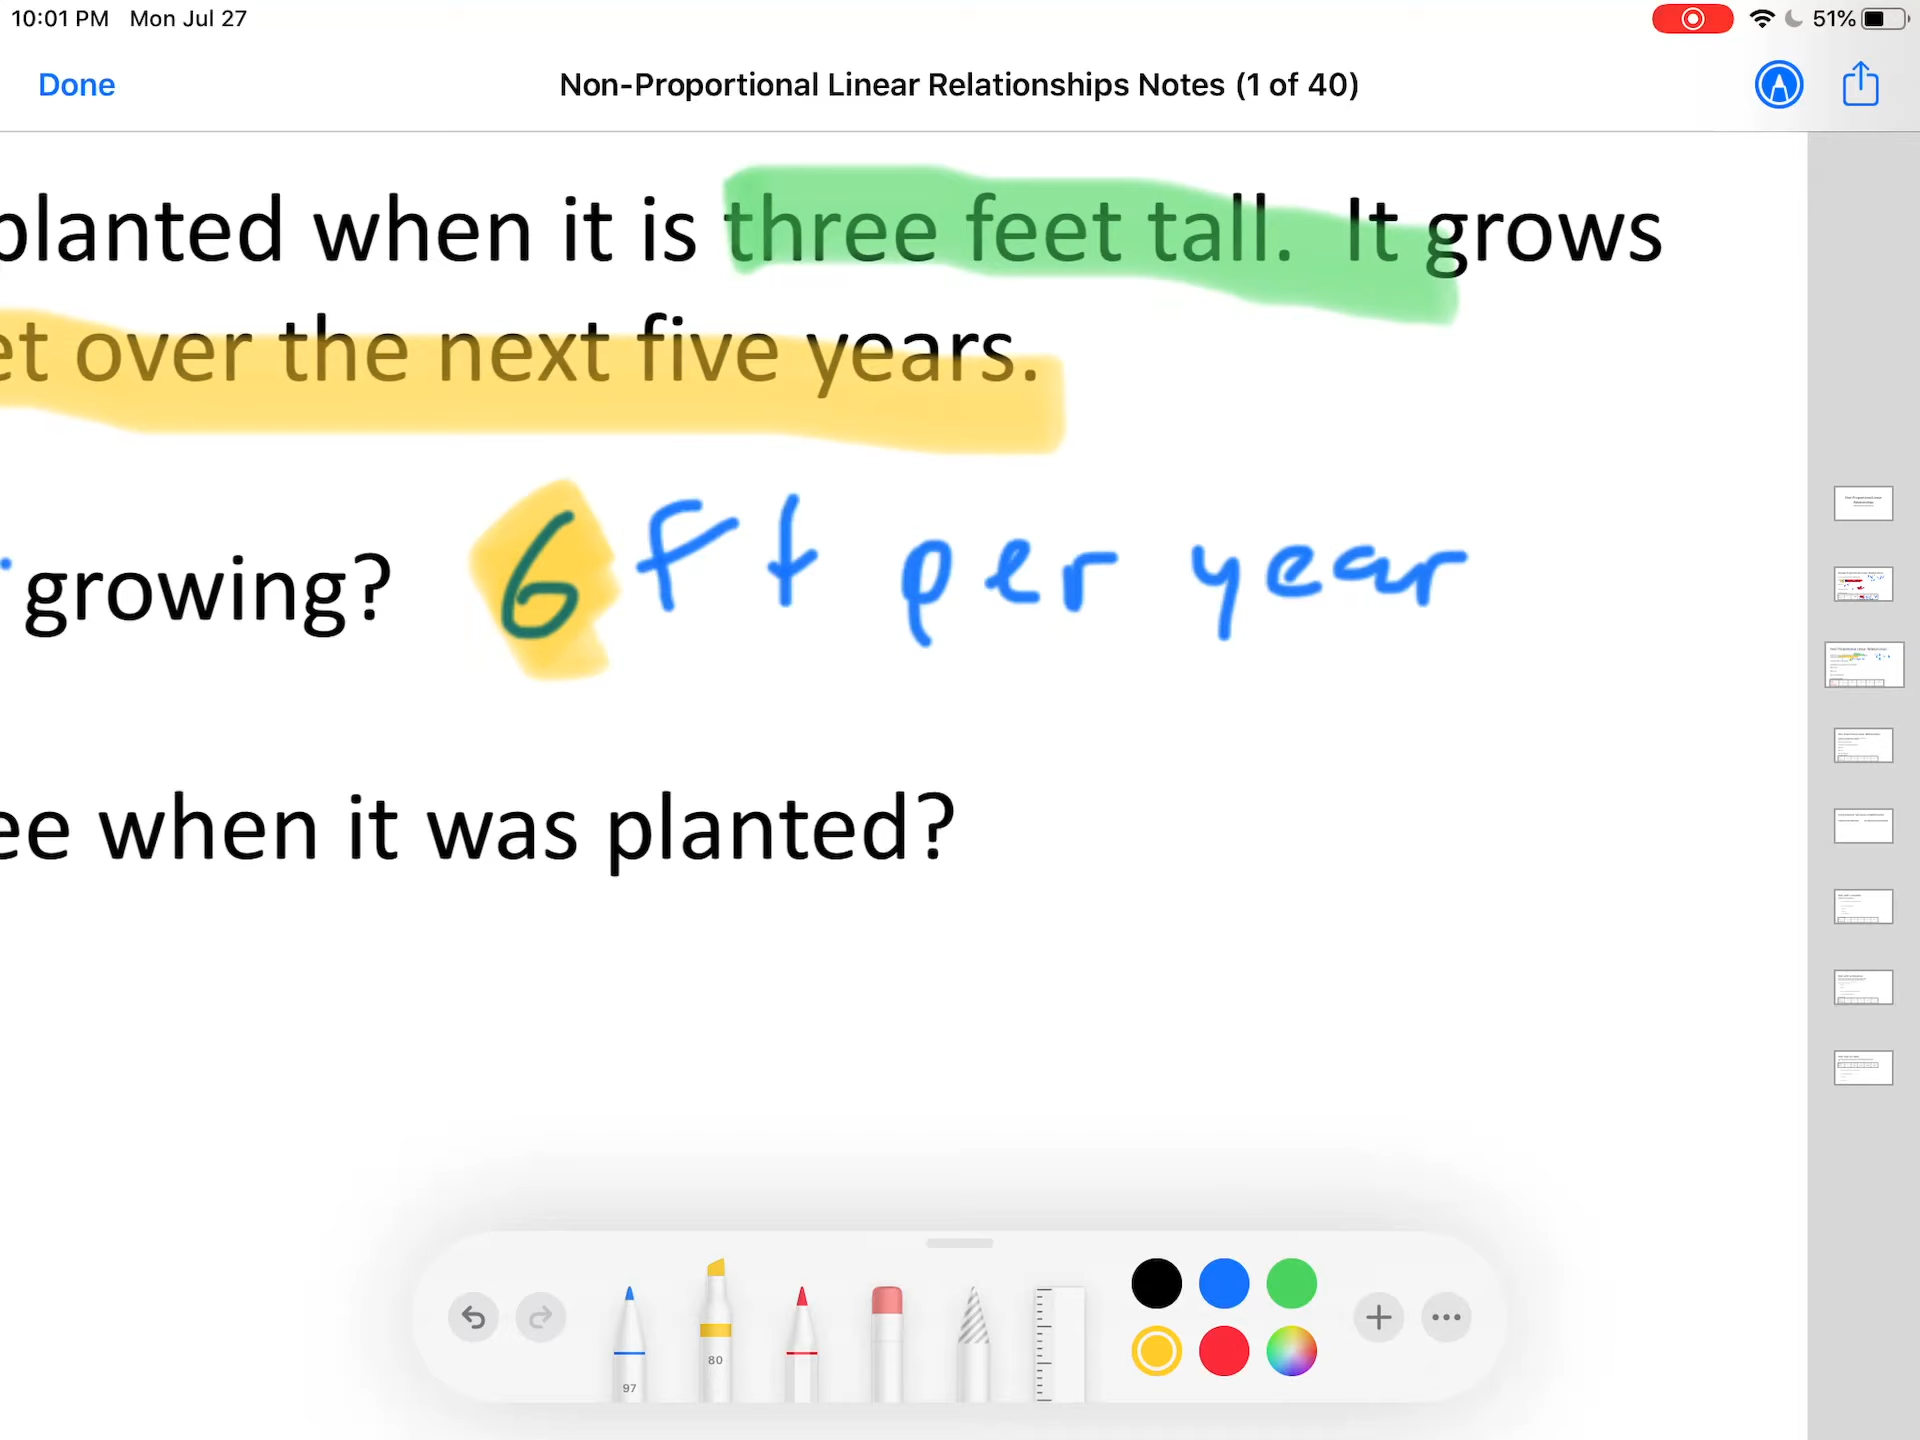 10:01 PM Mon Jul 27
51%
Done
Non-Proportional Linear Relationships Notes (1 of 40)
planted when it is three feet tall. It grows
et over the next five years.
growing? 6 ft per year
ee when it was planted?
80
97